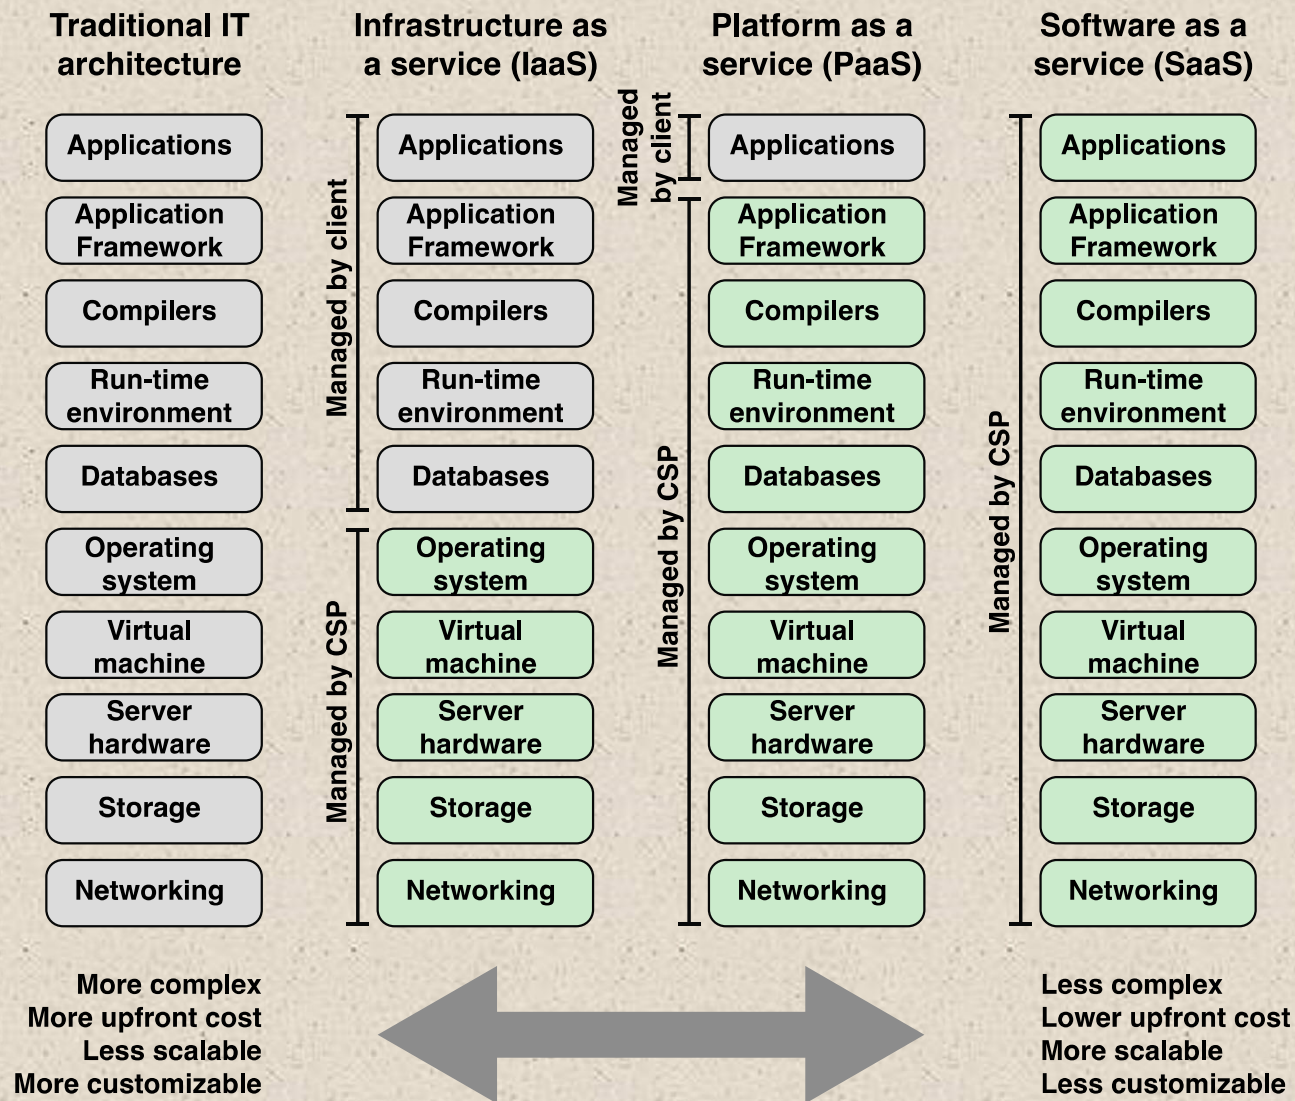 Traditional IT
architecture
Applications
Application
Framework
Compilers
Run-time
environment
Databases
Operating
system
Virtual
machine
Server
hardware
Storage
Networking
Infrastructure as
a service (IaaS)
Managed by client
Managed by CSP
Applications
Application
Framework
Compilers
Run-time
environment
Databases
Operating
system
Virtual
machine
Server
hardware
Storage
Networking
Platform as a
service (PaaS)
Managed
by client
Managed by CSP
Applications
Application
Framework
Compilers
Run-time
environment
Databases
Operating
system
Virtual
machine
Server
hardware
Storage
Networking
Software as a
service (SaaS)
Managed by CSP
Applications
Application
Framework
Compilers
Run-time
environment
Databases
Operating
system
Virtual
machine
Server
hardware
Storage
Networking
More complex
More upfront cost
Less scalable
More customizable
Less complex
Lower upfront cost
More scalable
Less customizable